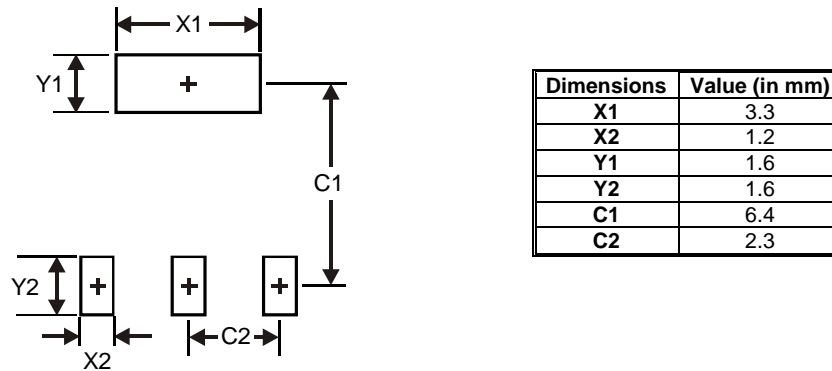 X1
Y1
C1
Y2
C2
X2
Dimensions Value (in mm)
X1 3.3
X2 1.2
Y1 1.6
Y2 1.6
C1 6.4
C2 2.3